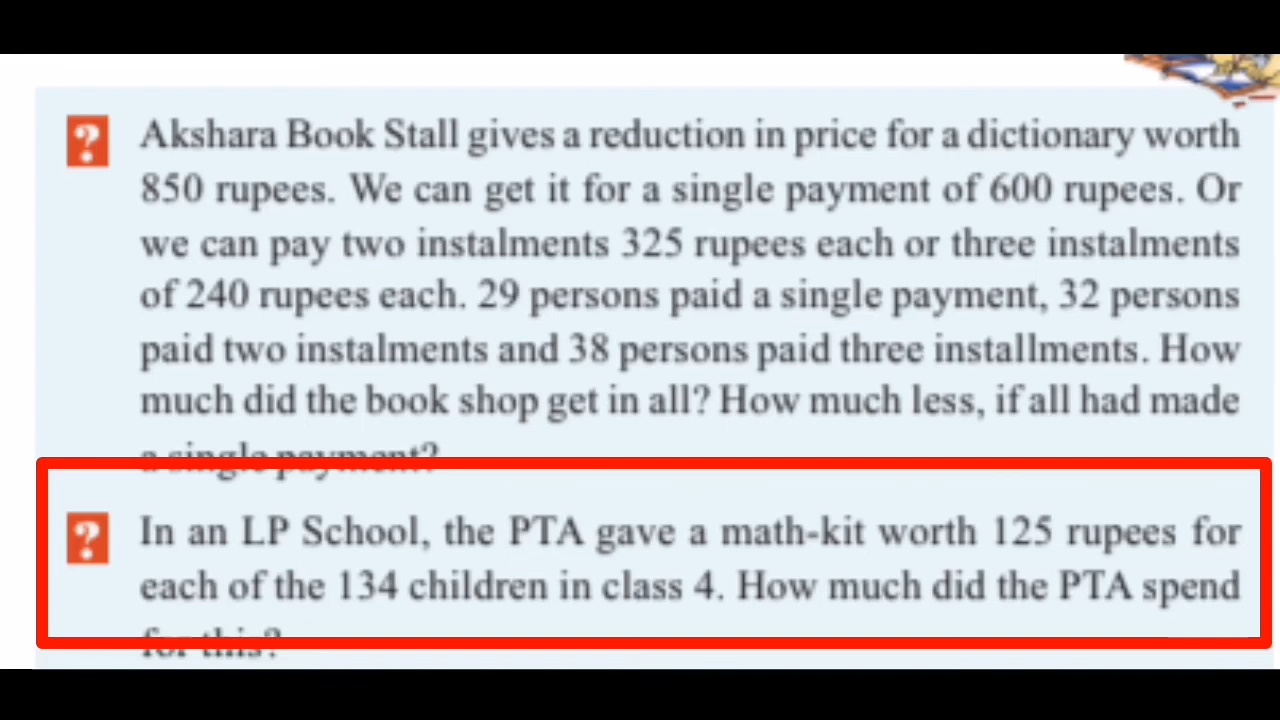 Akshara Book Stall gives a reduction in price for a dictionary worth
850 rupees. We can get it for a single payment of 600 rupees. Or
we can pay two instalments 325 rupees each or three instalments
of 240 rupees each. 29 persons paid a single payment, 32 persons
paid two instalments and 38 persons paid three installments. How
much did the book shop get in all? How much less, if all had made
a single payment?
? In an LP School, the PTA gave a math-kit worth 125 rupees for
each of the 134 children in class 4. How much did the PTA spend
for this?